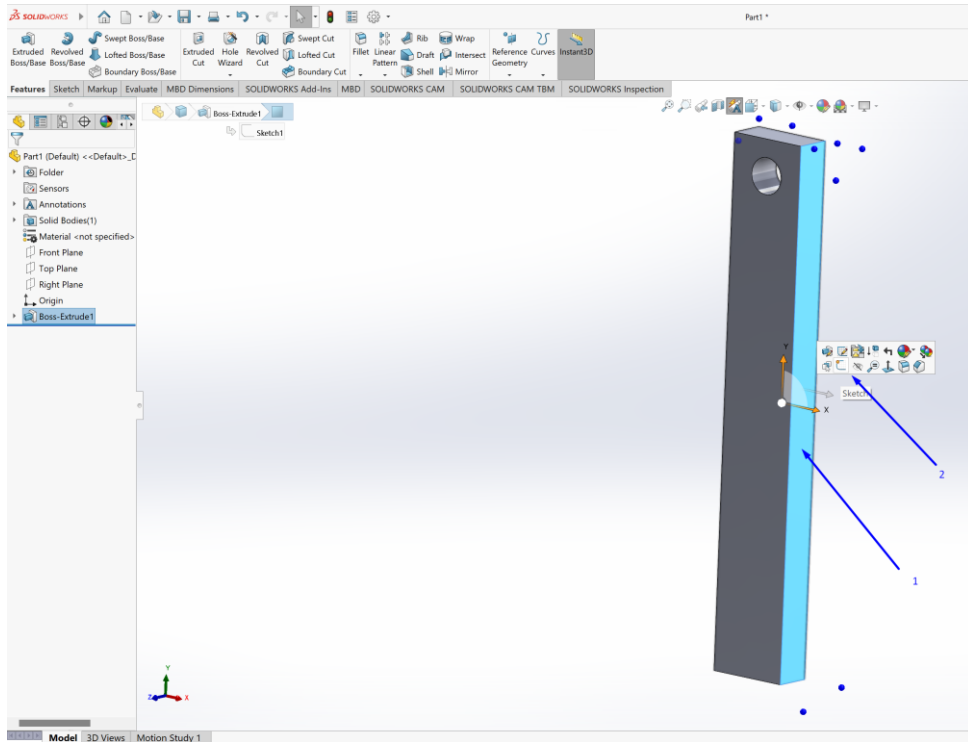 SOLIDWORKS
Part1 *
Extruded Boss/Base
Revolved Boss/Base
Swept Boss/Base
Lofted Boss/Base
Boundary Boss/Base
Extruded Cut
Hole Wizard
Revolved Cut
Swept Cut
Lofted Cut
Boundary Cut
Fillet
Linear Pattern
Rib
Draft
Shell
Wrap
Intersect
Mirror
Reference Geometry
Curves
Instant3D
Features Sketch Markup Evaluate MBD Dimensions SOLIDWORKS Add-Ins MBD SOLIDWORKS CAM SOLIDWORKS CAM TBM SOLIDWORKS Inspection
Boss-Extrude1
Sketch1
Part1 (Default) <<Default>_D
Folder
Sensors
Annotations
Solid Bodies(1)
Material <not specified>
Front Plane
Top Plane
Right Plane
Origin
Boss-Extrude1
Y
X
Sketch
2
1
Y
Z
X
Model 3D Views Motion Study 1